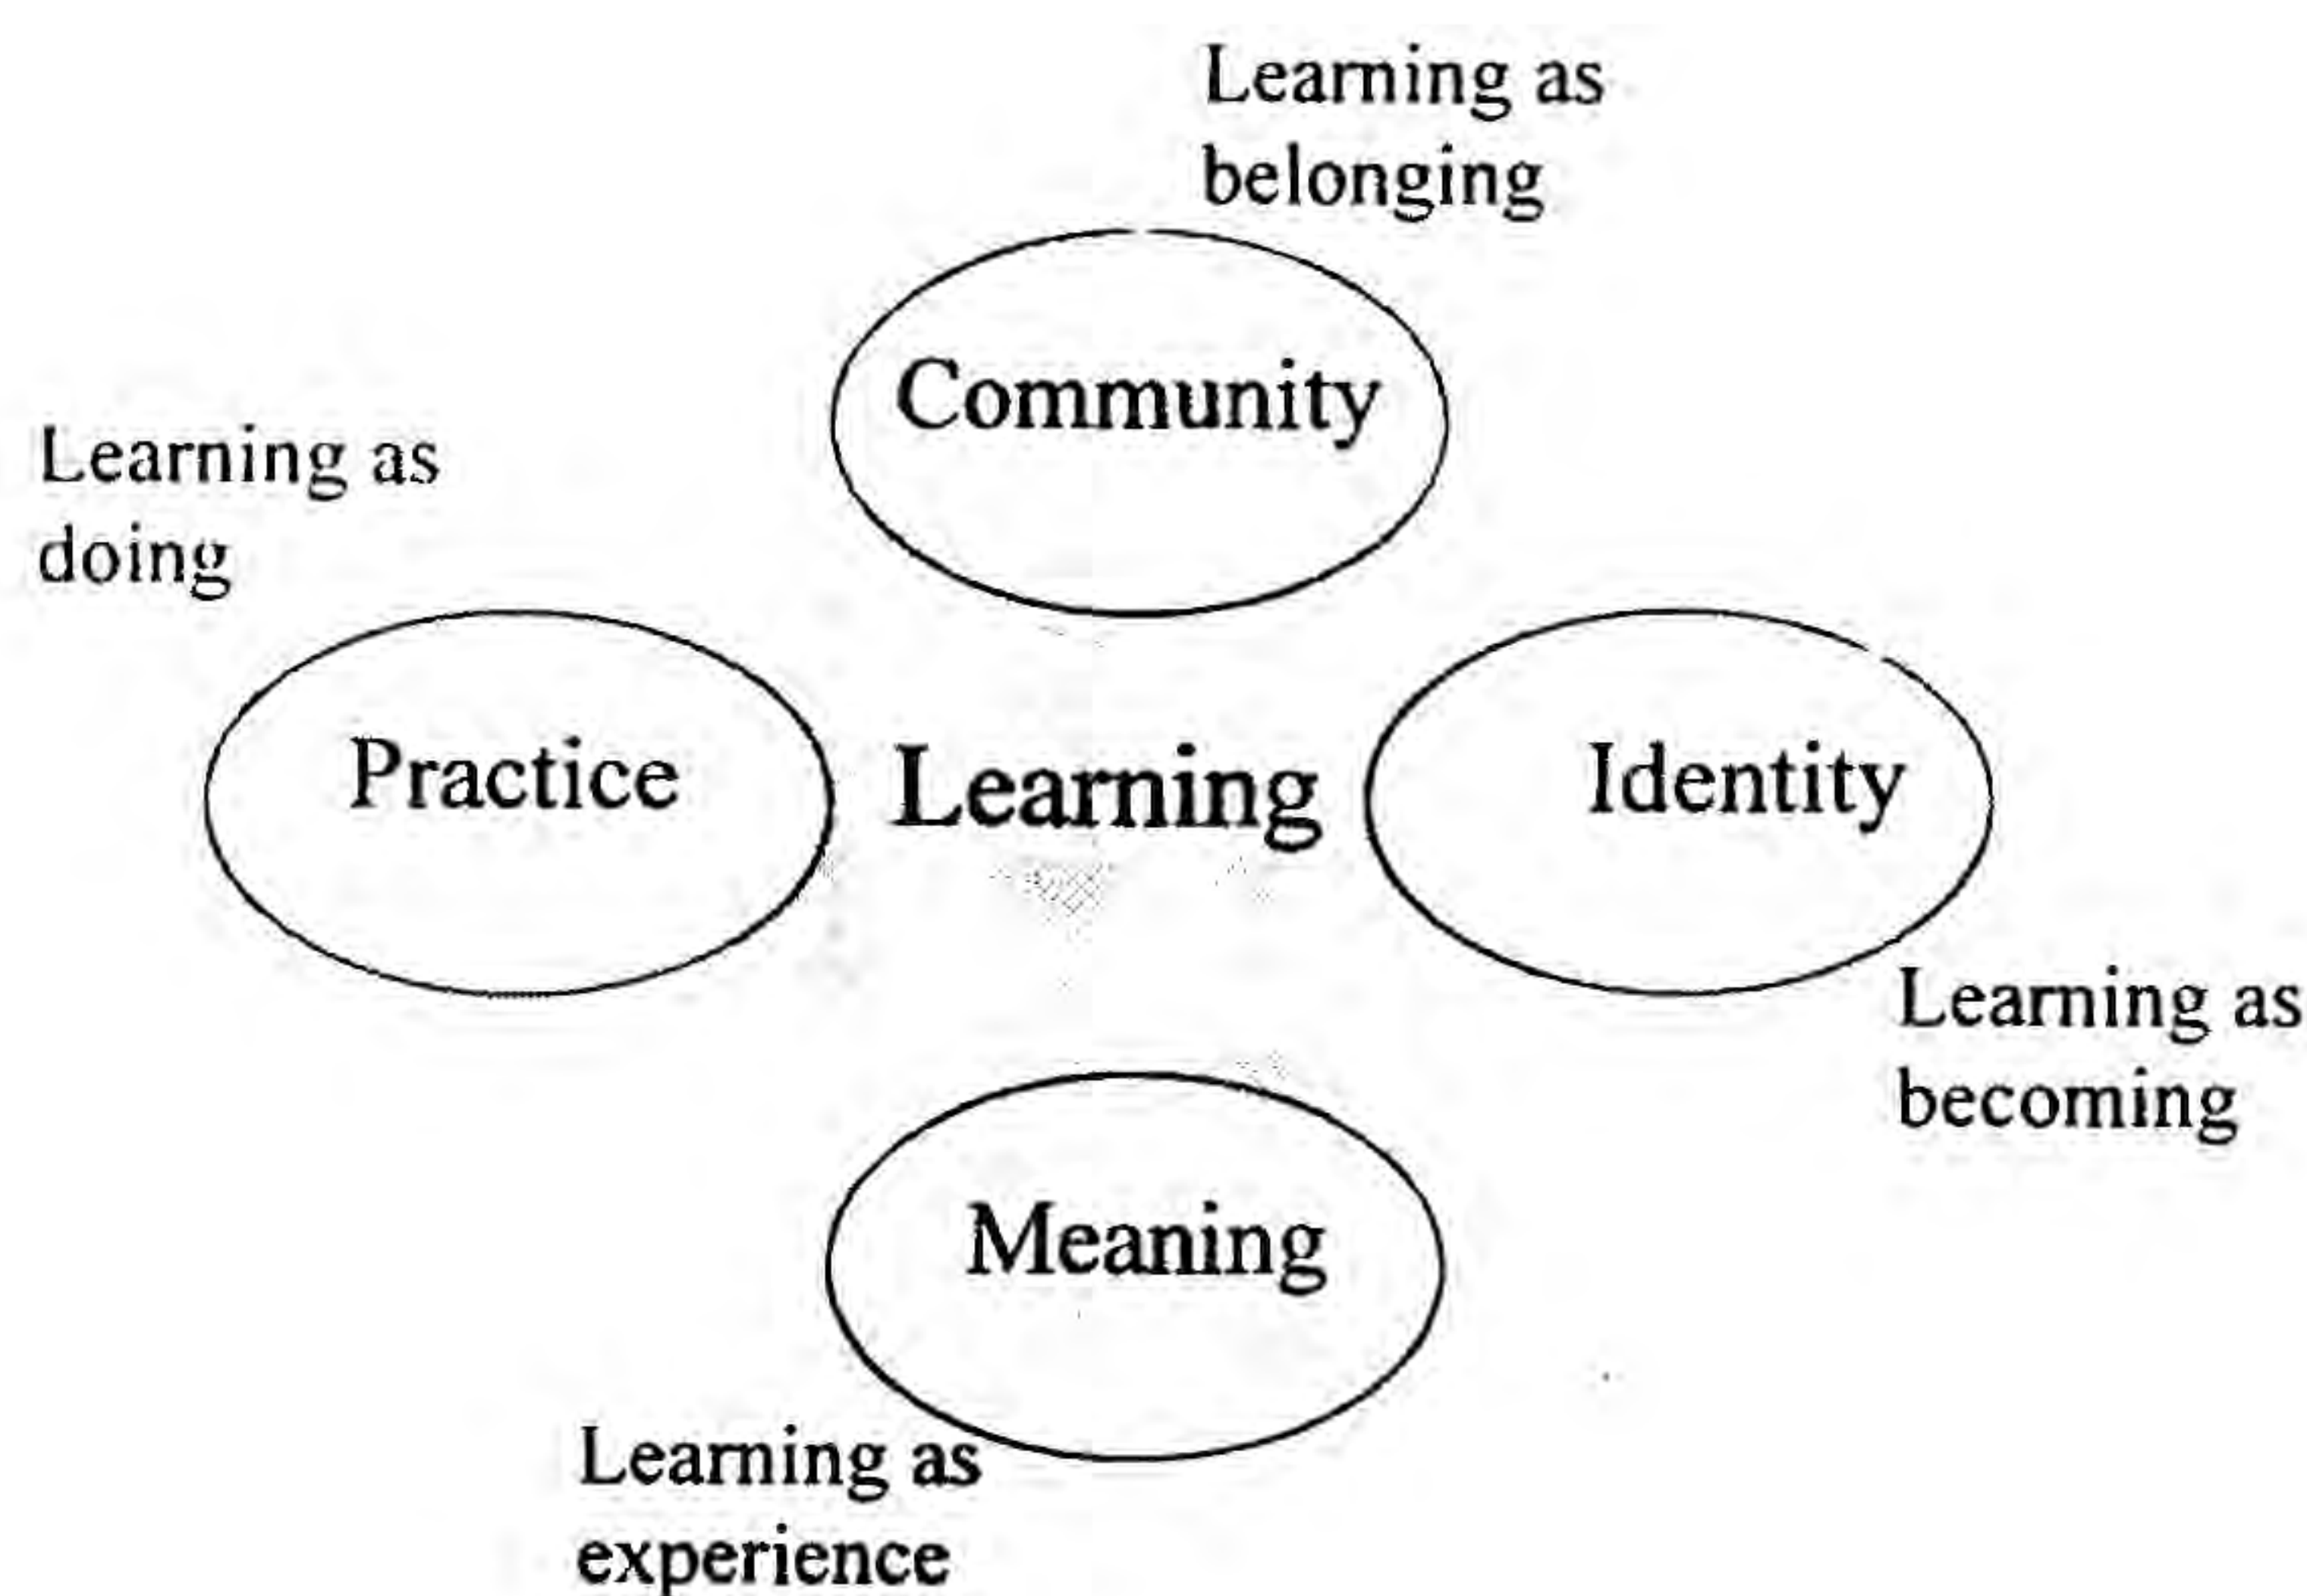 Learning as
belonging
Community
Learning as
doing
Practice
Learning
Identity
Learning as
becoming
Meaning
Learning as
experience